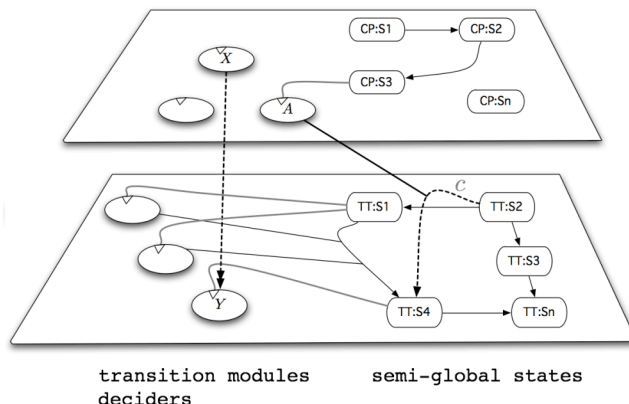 CP:S1
CP:S2
X
CP:S3
CP:Sn
A
C
TT:S1
TT:S2
TT:S3
Y
TT:S4
TT:Sn
transition modules
semi-global states
deciders